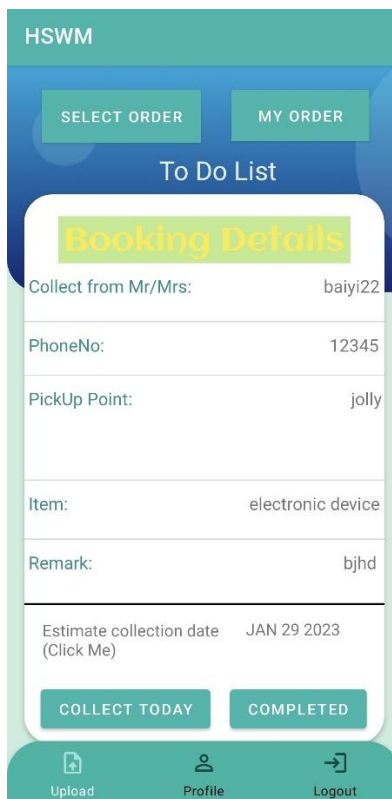 HSWM
SELECT ORDER MY ORDER
To Do List
Booking Details
Collect from Mr/Mrs: baiyi22
PhoneNo: 12345
PickUp Point: jolly
Item: electronic device
Remark: bjhd
Estimate collection date JAN 29 2023
(Click Me)
COLLECT TODAY COMPLETED
Upload Profile Logout